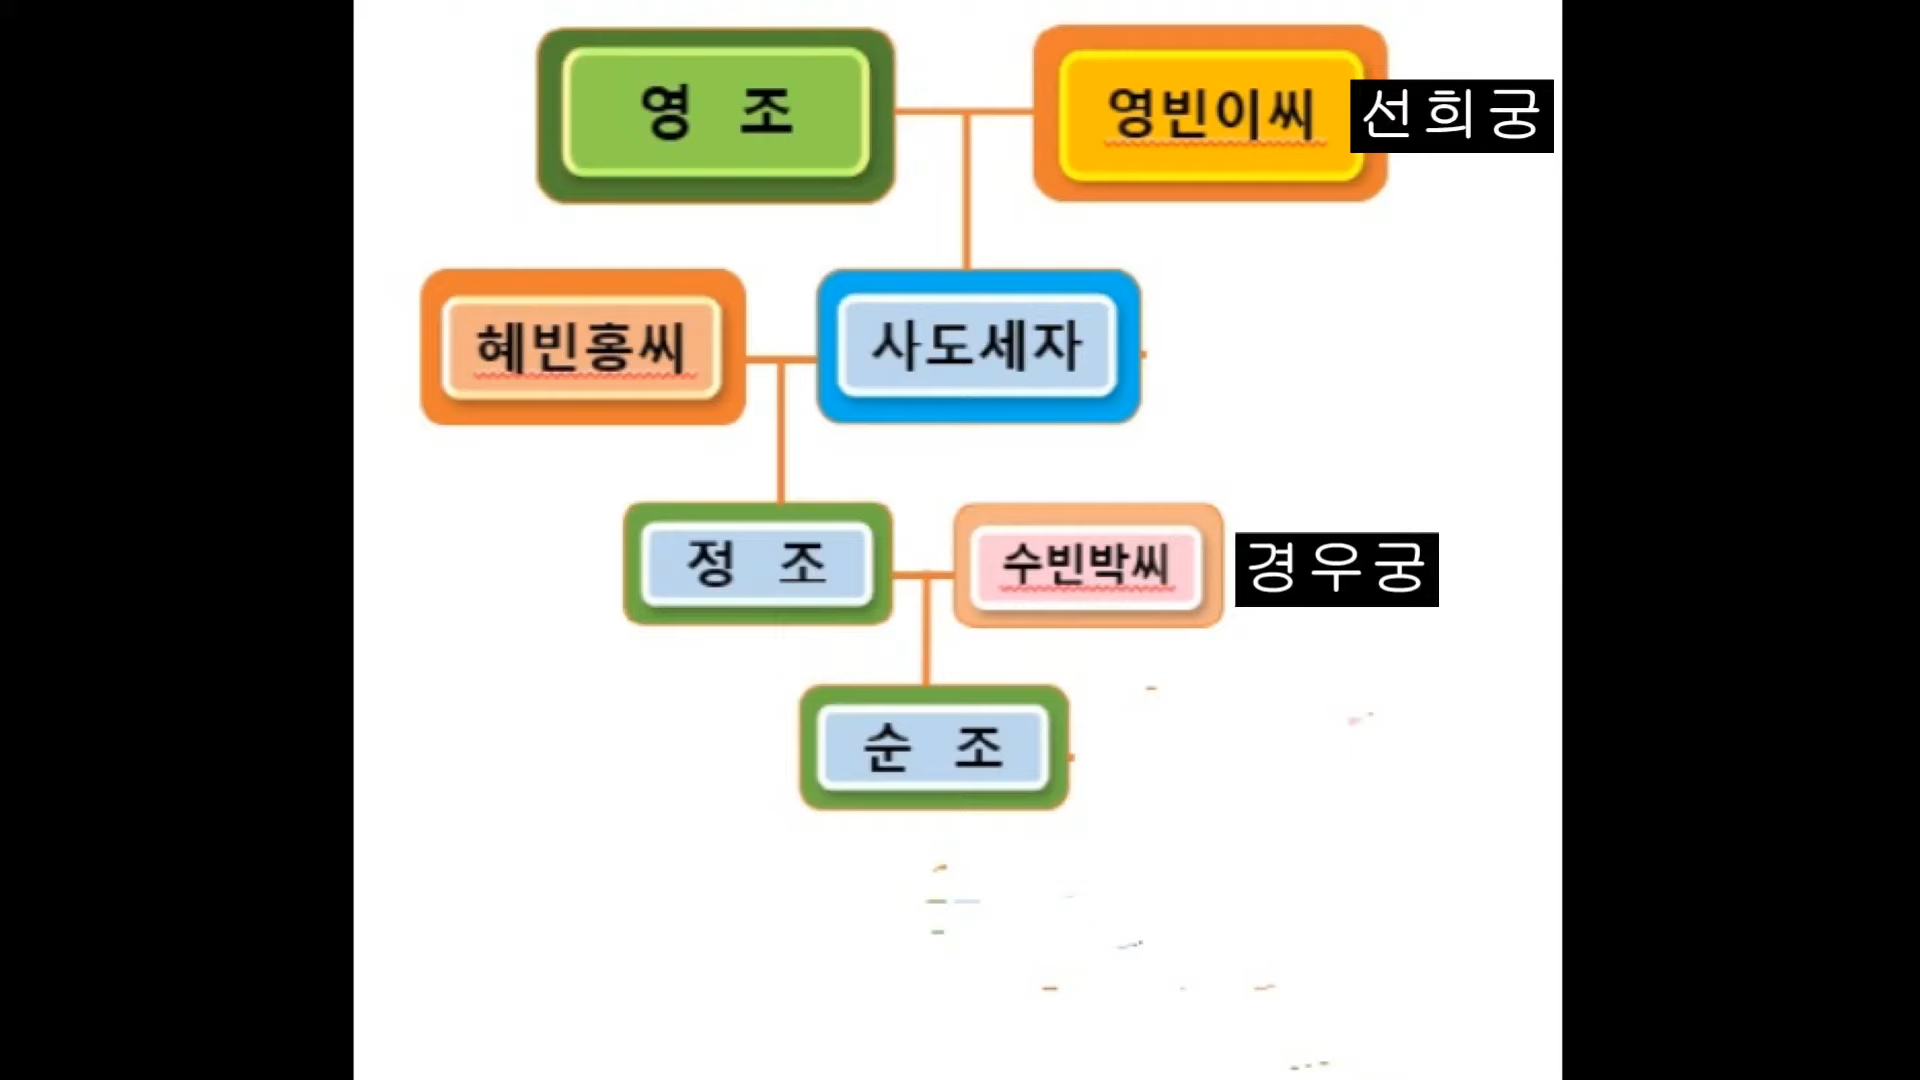 영 조
영빈이씨
선희궁
혜빈홍씨
사도세자
정 조
수빈박씨
경우궁
순 조